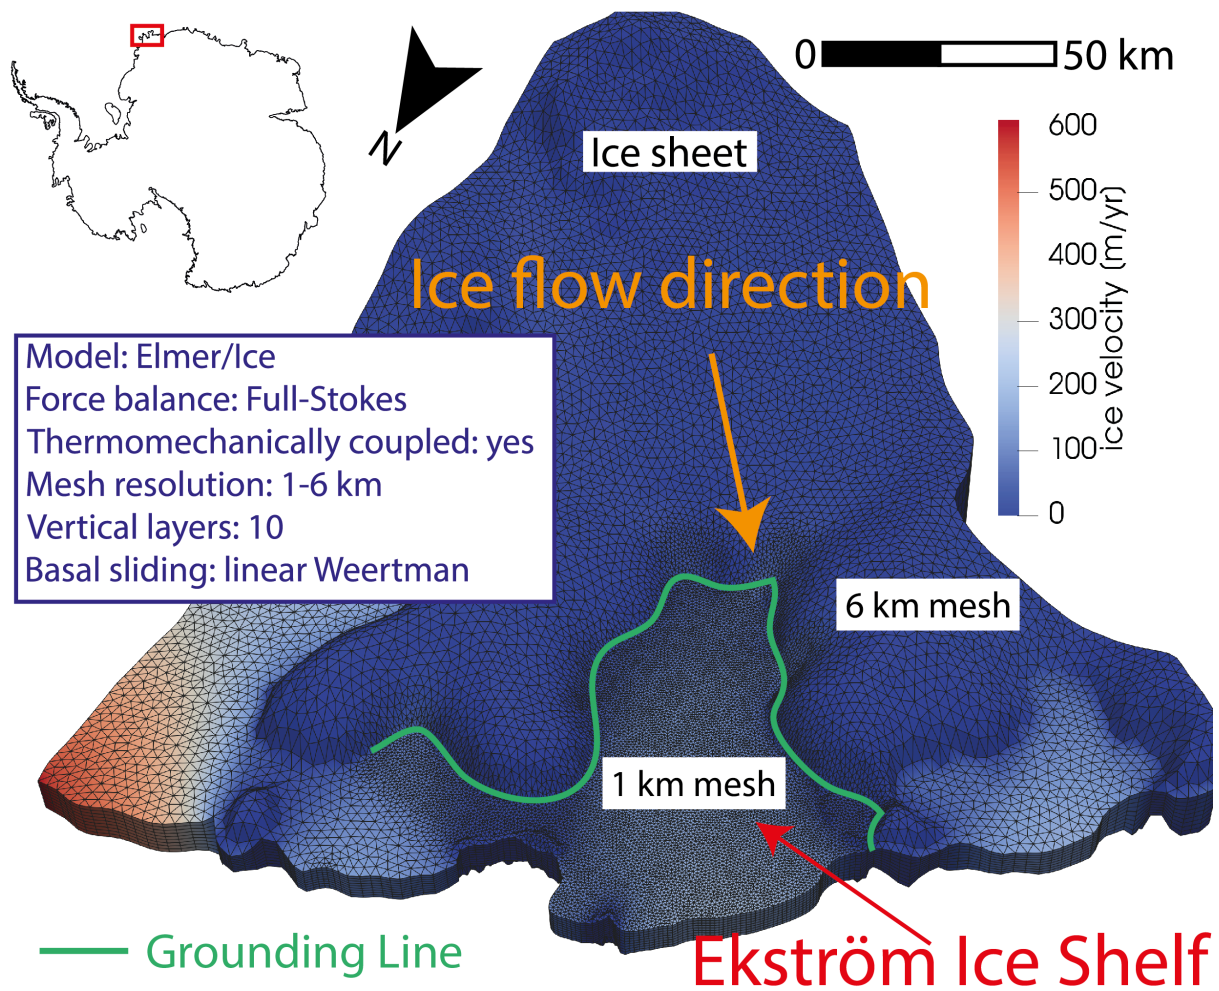 0
50 km
N
Ice sheet
600
500
400
300
200
100
0
ice velocity (m/yr)
Ice flow direction
Model: Elmer/Ice
Force balance: Full-Stokes
Thermomechanically coupled: yes
Mesh resolution: 1-6 km
Vertical layers: 10
Basal sliding: linear Weertman
6 km mesh
1 km mesh
Grounding Line
Ekström Ice Shelf